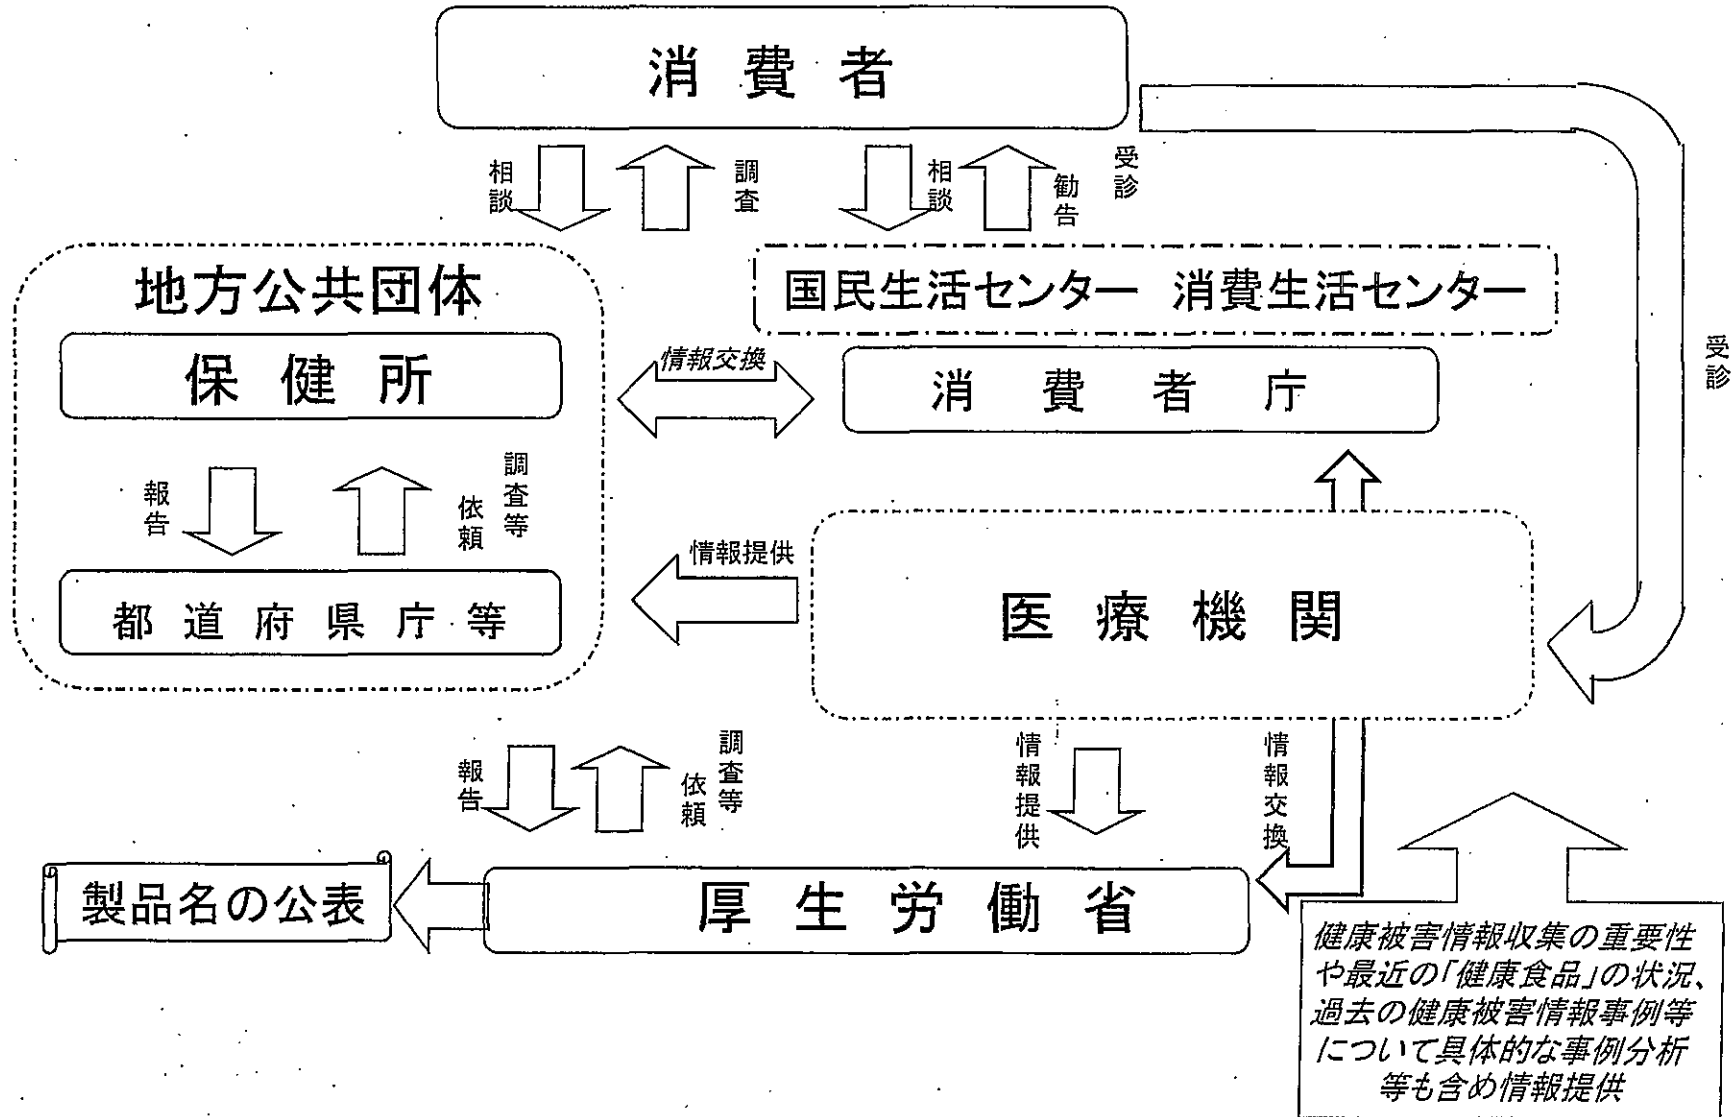 消費者
相談
調査
相談
勧告
受診
地方公共団体
国民生活センター 消費生活センター
保健所
情報交換
消費者庁
受診
報告
依頼
調査等
情報提供
医療機関
都道府県庁等
報告
依頼
調査等
情報提供
情報交換
製品名の公表
厚生労働省
健康被害情報収集の重要性
や最近の「健康食品」の状況、
過去の健康被害情報事例等
について具体的な事例分析
等も含め情報提供